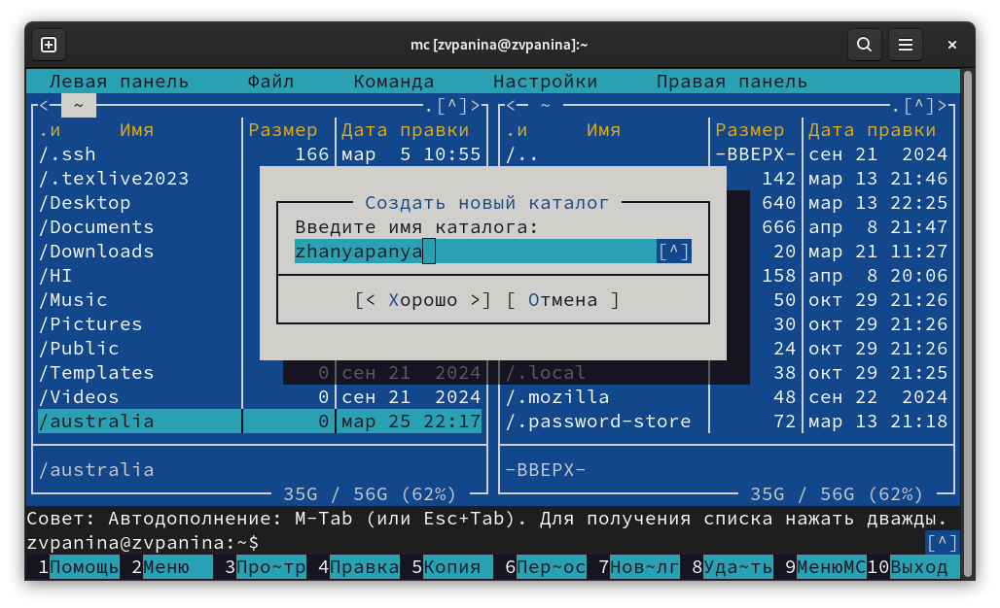 mc [zvpanina@zvpanina]:~
Левая панель Файл Команда Настройки Правая панель
<─ ~ ─.[^]> <─ ~ ─.[^]>
.и Имя Размер Дата правки .и Имя Размер Дата правки
/.ssh 166 мар 5 10:55 /.. -ВВЕРХ- сен 21 2024
/.texlive2023 142 мар 13 21:46
/Desktop Создать новый каталог 640 мар 13 22:25
/Documents Введите имя каталога: 666 апр 8 21:47
/Downloads zhanyapanya [^] 20 мар 21 11:27
/HI 158 апр 8 20:06
/Music [< Хорошо >] [ Отмена ] 50 окт 29 21:26
/Pictures 30 окт 29 21:26
/Public 24 окт 29 21:26
/Templates 0 сен 21 2024 /.local 38 окт 29 21:25
/Videos 0 сен 21 2024 /.mozilla 48 сен 22 2024
/australia 0 мар 25 22:17 /.password-store 72 мар 13 21:18
/australia -ВВЕРХ-
35G / 56G (62%) 35G / 56G (62%)
Совет: Автодополнение: M-Tab (или Esc+Tab). Для получения списка нажать дважды.
zvpanina@zvpanina:~$ [^]
1Помощь 2Меню 3Про~тр 4Правка 5Копия 6Пер~ос 7Нов~лг 8Уда~ть 9МенюMC 10Выход